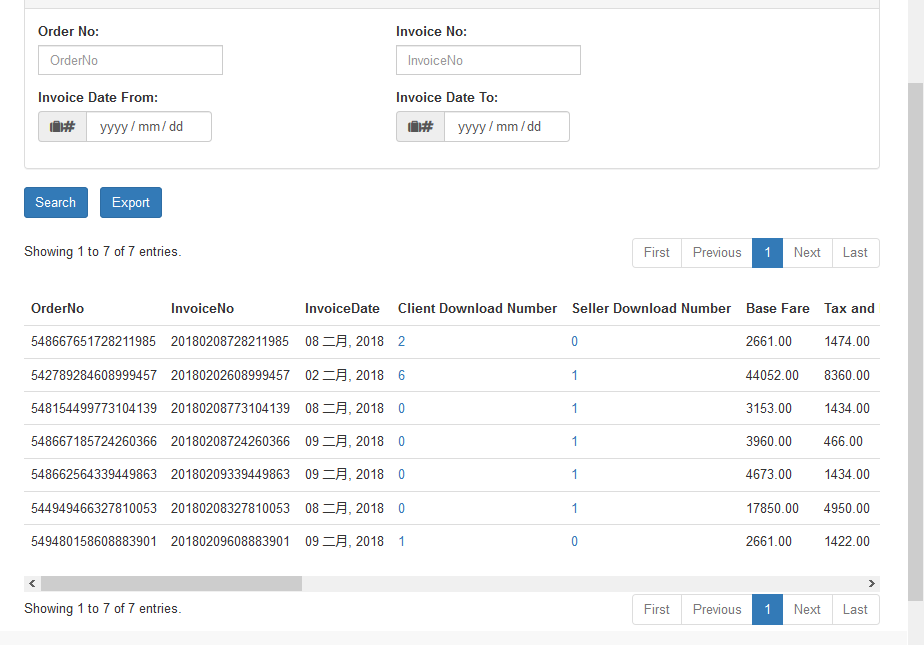 Order No: Invoice No:
OrderNo InvoiceNo
Invoice Date From: Invoice Date To:
# yyyy / mm / dd # yyyy / mm / dd
Search Export
Showing 1 to 7 of 7 entries. First Previous 1 Next Last
OrderNo InvoiceNo InvoiceDate Client Download Number Seller Download Number Base Fare Tax and
548667651728211985 20180208728211985 08 二月, 2018 2 0 2661.00 1474.00
542789284608999457 20180202608999457 02 二月, 2018 6 1 44052.00 8360.00
548154499773104139 20180208773104139 08 二月, 2018 0 1 3153.00 1434.00
548667185724260366 20180208724260366 09 二月, 2018 0 1 3960.00 466.00
548662564339449863 20180209339449863 09 二月, 2018 0 1 4673.00 1434.00
544949466327810053 20180208327810053 08 二月, 2018 0 1 17850.00 4950.00
549480158608883901 20180209608883901 09 二月, 2018 1 0 2661.00 1422.00
Showing 1 to 7 of 7 entries. First Previous 1 Next Last